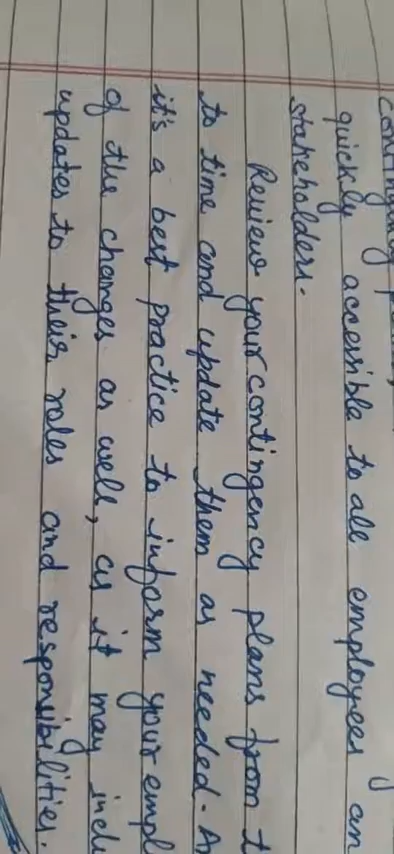 quickly accessible to all employees an
stakeholders.
Review your contingency plans from t
to time and update them as needed. A
it's a best practice to inform your empl
of the changes as well, as it may inclu
updates to their roles and responsibilities.